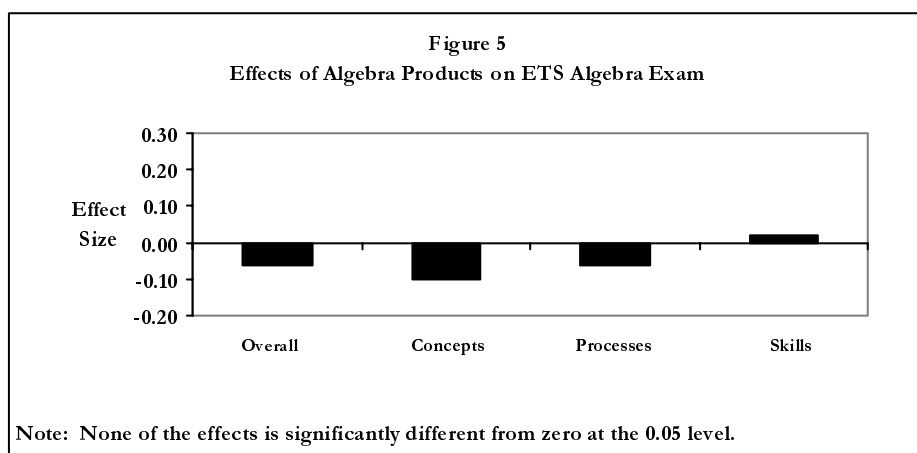 Figure 5
Effects of Algebra Products on ETS Algebra Exam
0.30
0.20
0.10
0.00
-0.10
-0.20
Effect
Size
Overall Concepts Processes Skills
Note: None of the effects is significantly different from zero at the 0.05 level.